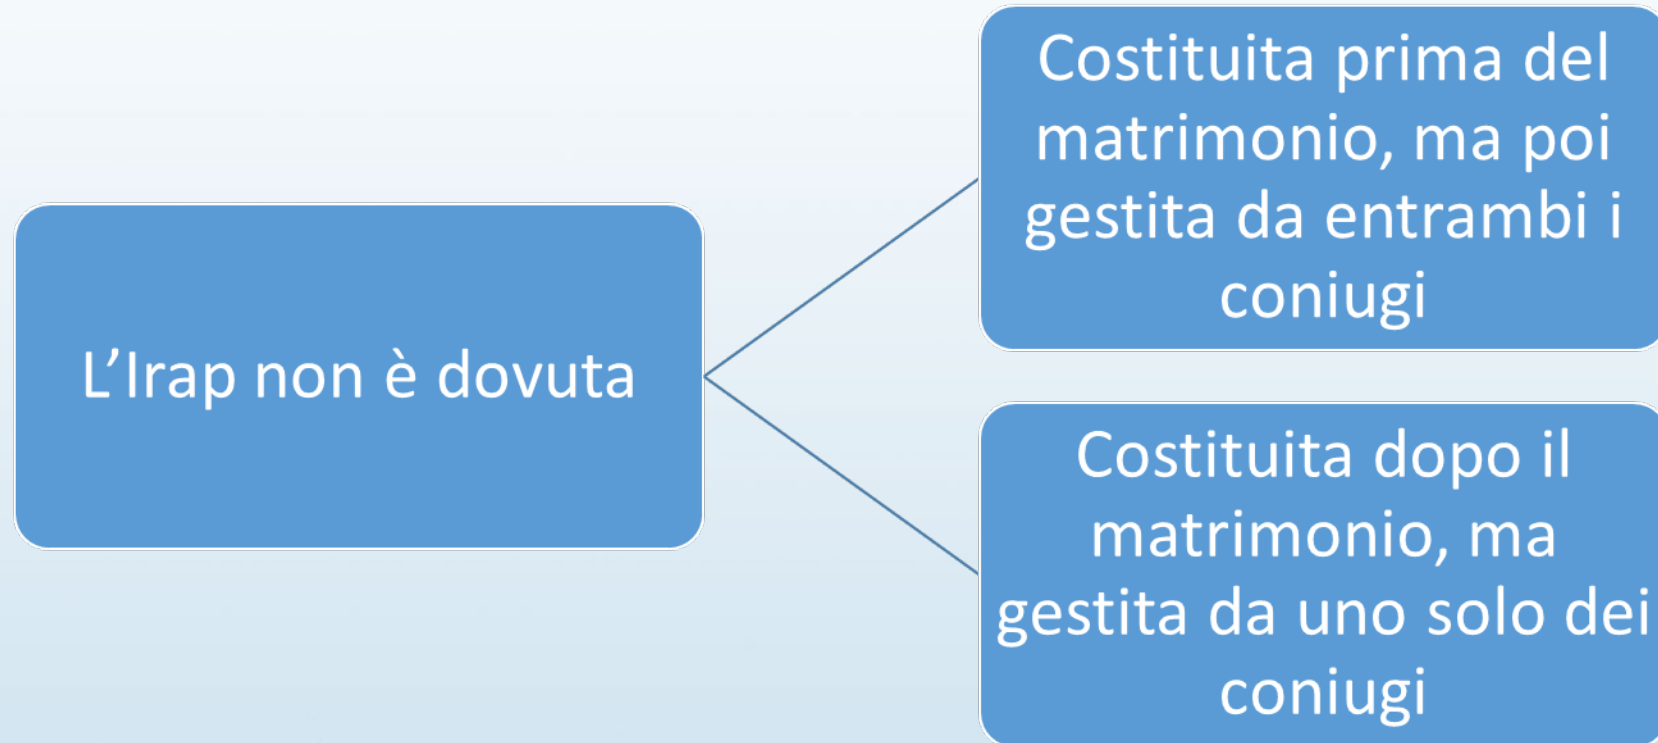 L’Irap non è dovuta
Costituita prima del
matrimonio, ma poi
gestita da entrambi i
coniugi
Costituita dopo il
matrimonio, ma
gestita da uno solo dei
coniugi